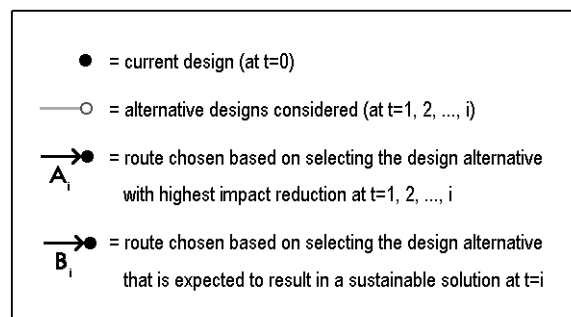 = current design (at t=0)
= alternative designs considered (at t=1, 2, ..., i)
= route chosen based on selecting the design alternative
A i
with highest impact reduction at t=1, 2, ..., i
= route chosen based on selecting the design alternative
B i
that is expected to result in a sustainable solution at t=i